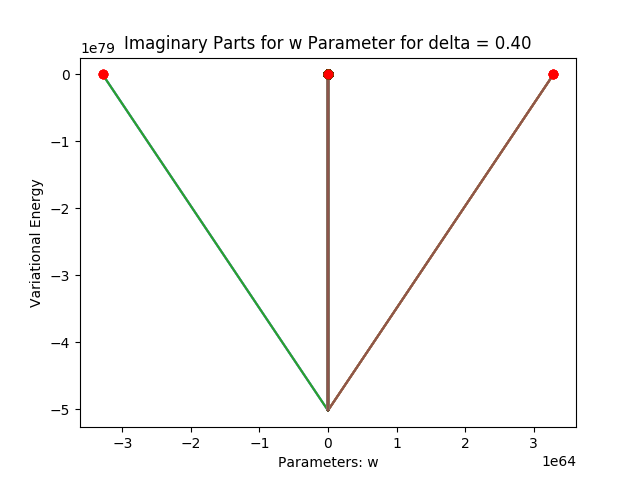 1e79
Imaginary Parts for w Parameter for delta = 0.40
Variational Energy
0
−1
−2
−3
−4
−5
−3
−2
−1
0
1
2
3
1e64
Parameters: w